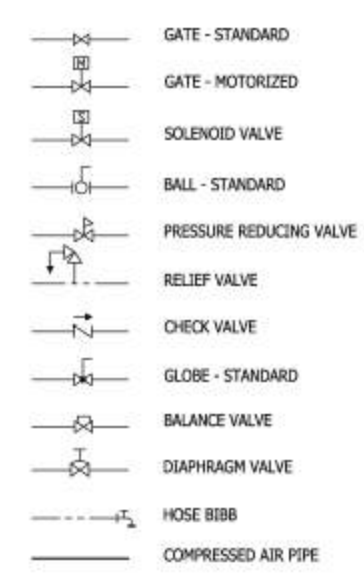 GATE - STANDARD
M
GATE - MOTORIZED
S
SOLENOID VALVE
BALL - STANDARD
PRESSURE REDUCING VALVE
RELIEF VALVE
CHECK VALVE
GLOBE - STANDARD
BALANCE VALVE
DIAPHRAGM VALVE
HOSE BIBB
COMPRESSED AIR PIPE